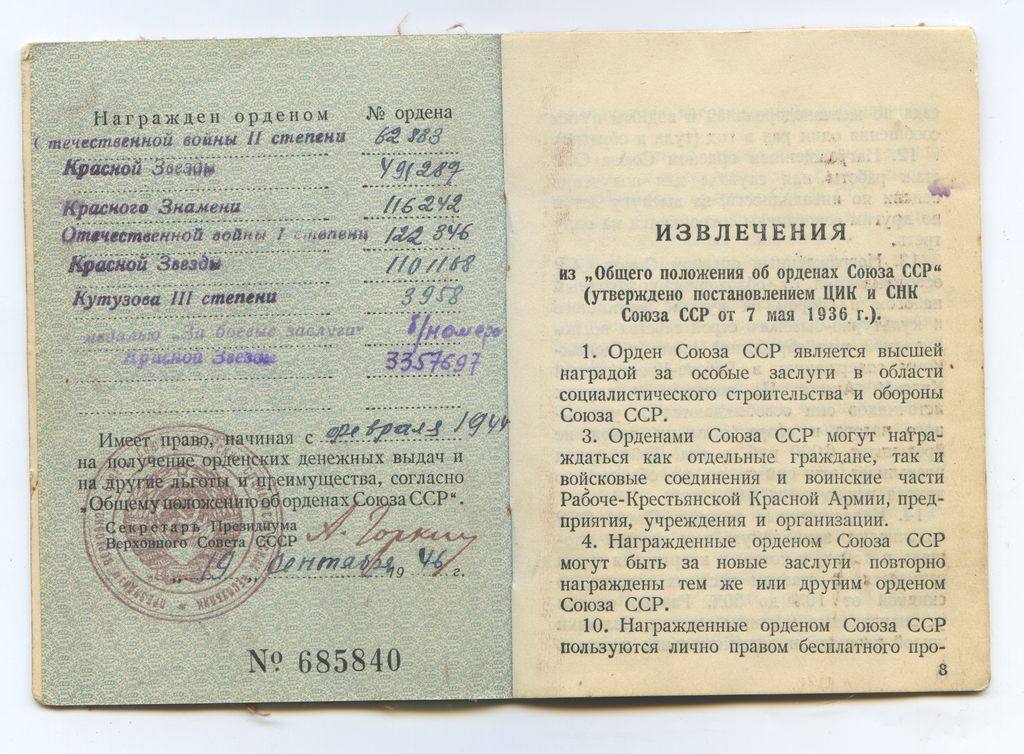 Награжден орденом № ордена
Отечественной войны II степени 62 883
Красной Звезды 491287
Красного Знамени 116242
Отечественной войны I степени 122 346
Красной Звезды 1101168
Кутузова III степени 3958
медалью „За боевые заслуги“ б/номера
Красной Звезды 3357697
Имеет право, начиная с февраля 1944
на получение орденских денежных выдач и
на другие льготы и преимущества, согласно
„Общему положению об орденах Союза ССР“.
Секретарь Президиума
Верховного Совета СССР А. Горкин
„19“ сентября 1946 г.
№ 685840
ИЗВЛЕЧЕНИЯ
из „Общего положения об орденах Союза ССР“
(утверждено постановлением ЦИК и СНК
Союза ССР от 7 мая 1936 г.).
1. Орден Союза ССР является высшей
наградой за особые заслуги в области
социалистического строительства и обороны
Союза ССР.
3. Орденами Союза ССР могут награ-
ждаться как отдельные граждане, так и
войсковые соединения и воинские части
Рабоче-Крестьянской Красной Армии, пред-
приятия, учреждения и организации.
4. Награжденные орденом Союза ССР
могут быть за новые заслуги повторно
награждены тем же или другим орденом
Союза ССР.
10. Награжденные орденом Союза ССР
пользуются лично правом бесплатного про-
8